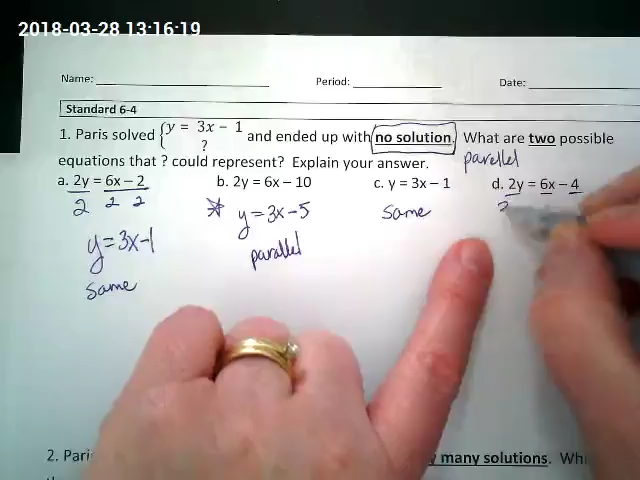 2018-03-28 13:16:19
Name: Period: Date:
Standard 6-4
1. Paris solved { y = 3x − 1 and ended up with no solution. What are two possible
?
parallel
equations that ? could represent? Explain your answer.
a. 2y = 6x − 2 b. 2y = 6x − 10 c. y = 3x − 1 d. 2y = 6x − 4
2 2 2 y = 3x − 5 same 2
y = 3x − 1 parallel
same
2. Pari many solutions.